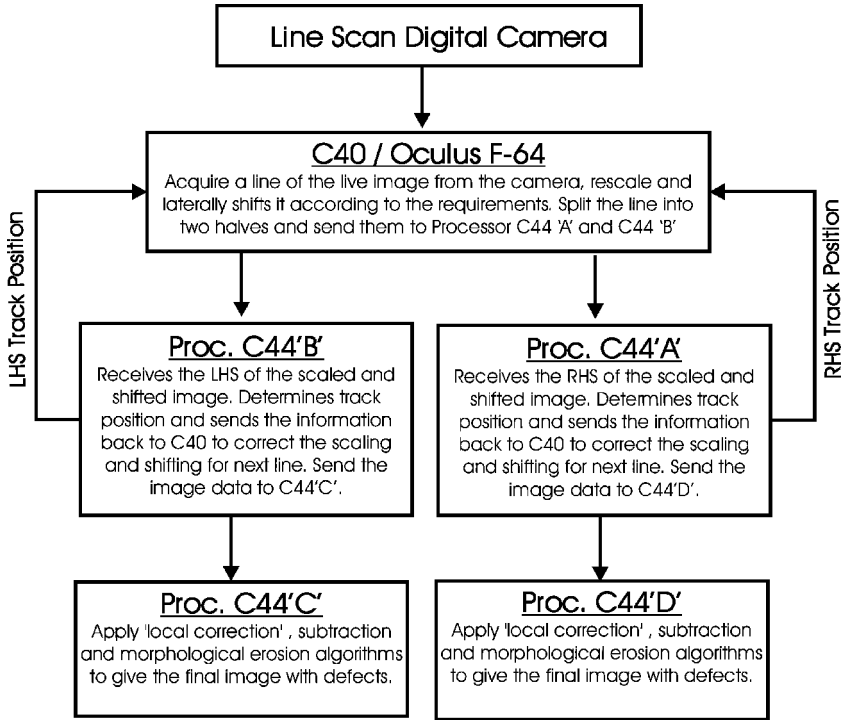 Line Scan Digital Camera
C40 / Oculus F-64
Acquire a line of the live image from the camera, rescale and
laterally shifts it according to the requirements. Split the line into
two halves and send them to Processor C44 'A' and C44 'B'
LHS Track Position
RHS Track Position
Proc. C44'B'
Receives the LHS of the scaled and
shifted image. Determines track
position and sends the information
back to C40 to correct the scaling
and shifting for next line. Send the
image data to C44'C'.
Proc. C44'A'
Receives the RHS of the scaled and
shifted image. Determines track
position and sends the information
back to C40 to correct the scaling
and shifting for next line. Send the
image data to C44'D'.
Proc. C44'C'
Apply 'local correction' , subtraction
and morphological erosion algorithms
to give the final image with defects.
Proc. C44'D'
Apply 'local correction' , subtraction
and morphological erosion algorithms
to give the final image with defects.